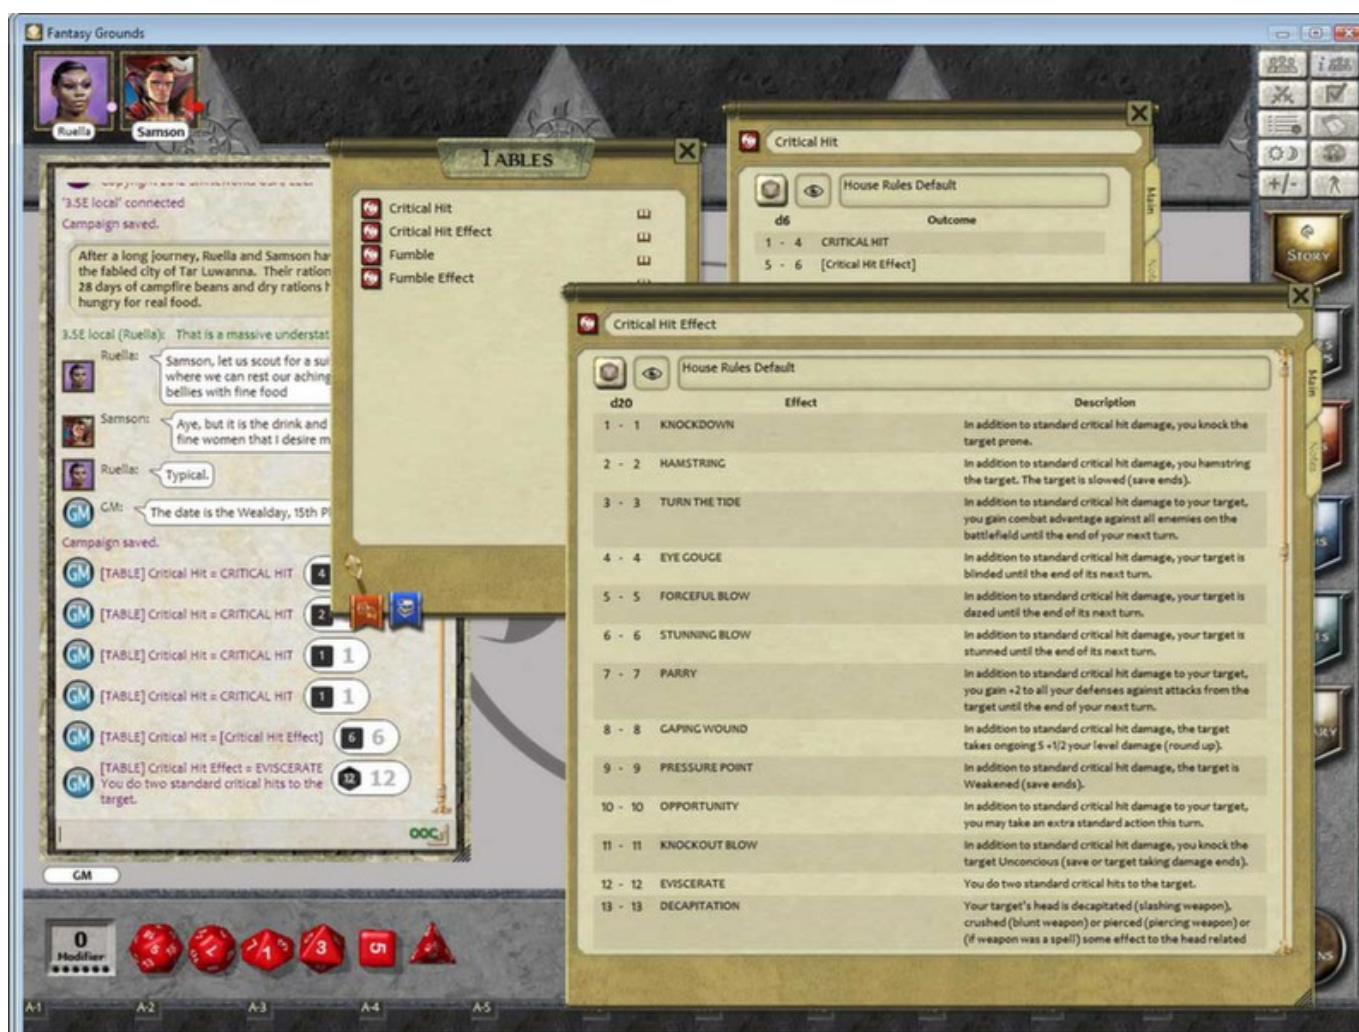 Fantasy Grounds
Ruella
Samson
'3.5E local' connected
Campaign saved.
After a long journey, Ruella and Samson ha
the fabled city of Tar Luwanna. Their ration
28 days of campfire beans and dry rations h
hungry for real food.
3.5E local (Ruella): That is a massive understat
Ruella:
Samson, let us scout for a sui
where we can rest our aching
bellies with fine food
Samson:
Aye, but it is the drink and
fine women that I desire m
Ruella:
Typical.
GM
GM:
The date is the Wealday, 15th Pl
Campaign saved.
GM [TABLE] Critical Hit = CRITICAL HIT 4
GM [TABLE] Critical Hit = CRITICAL HIT 2
GM [TABLE] Critical Hit = CRITICAL HIT 1 1
GM [TABLE] Critical Hit = CRITICAL HIT 1 1
GM [TABLE] Critical Hit = [Critical Hit Effect] 6 6
[TABLE] Critical Hit Effect = EVISCERATE
GM You do two standard critical hits to the 12 12
target.
OOC
GM
0
Modifier
TABLES
Critical Hit
Critical Hit Effect
Fumble
Fumble Effect
Critical Hit
House Rules Default
Main
d6 Outcome
1 - 4 CRITICAL HIT
5 - 6 [Critical Hit Effect]
Critical Hit Effect
House Rules Default
Main
Notes
d20 Effect Description
1 - 1 KNOCKDOWN In addition to standard critical hit damage, you knock the
target prone.
2 - 2 HAMSTRING In addition to standard critical hit damage, you hamstring
the target. The target is slowed (save ends).
3 - 3 TURN THE TIDE In addition to standard critical hit damage to your target,
you gain combat advantage against all enemies on the
battlefield until the end of your next turn.
4 - 4 EYE GOUGE In addition to standard critical hit damage, your target is
blinded until the end of its next turn.
5 - 5 FORCEFUL BLOW In addition to standard critical hit damage, your target is
dazed until the end of its next turn.
6 - 6 STUNNING BLOW In addition to standard critical hit damage, your target is
stunned until the end of its next turn.
7 - 7 PARRY In addition to standard critical hit damage to your target,
you gain +2 to all your defenses against attacks from the
target until the end of your next turn.
8 - 8 GAPING WOUND In addition to standard critical hit damage, the target
takes ongoing 5 +1/2 your level damage (round up).
9 - 9 PRESSURE POINT In addition to standard critical hit damage, the target is
Weakened (save ends).
10 - 10 OPPORTUNITY In addition to standard critical hit damage to your target,
you may take an extra standard action this turn.
11 - 11 KNOCKOUT BLOW In addition to standard critical hit damage, you knock the
target Unconcious (save or target taking damage ends).
12 - 12 EVISCERATE You do two standard critical hits to the target.
13 - 13 DECAPITATION Your target's head is decapitated (slashing weapon),
crushed (blunt weapon) or pierced (piercing weapon) or
(if weapon was a spell) some effect to the head related
+/-
STORY
A-1 A-2 A-3 A-4 A-5